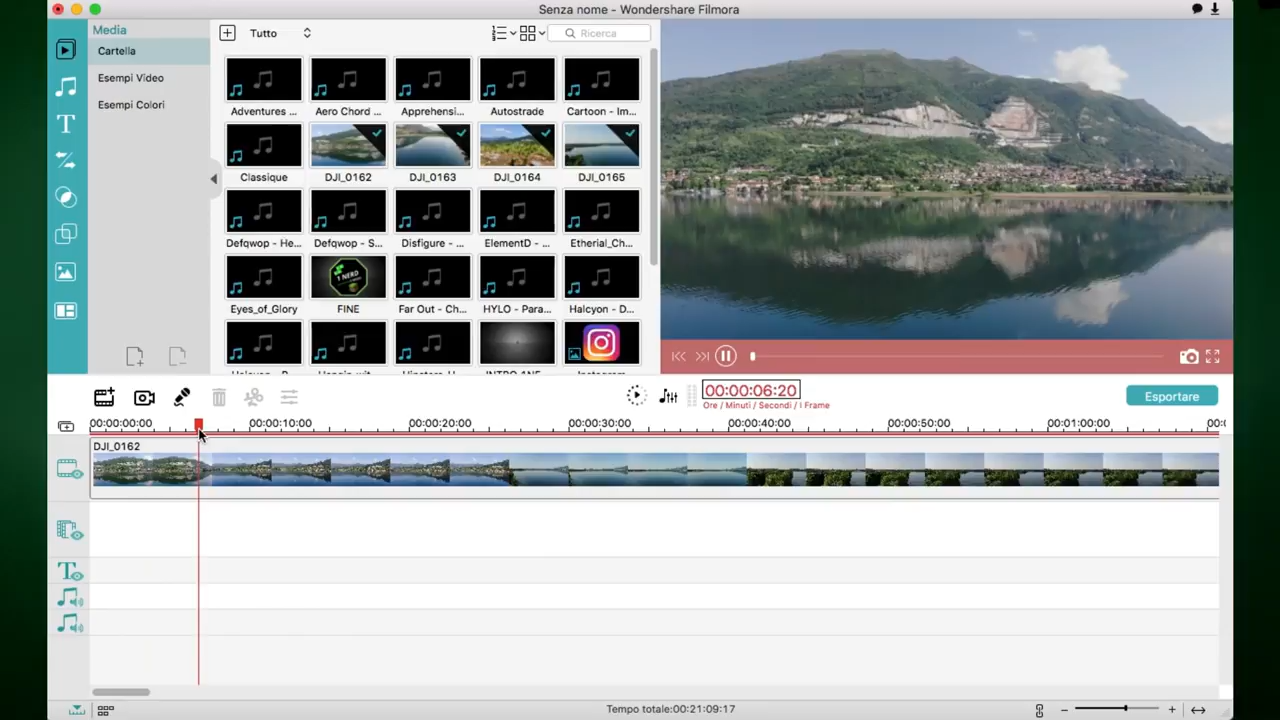 Senza nome - Wondershare Filmora
Media
Cartella
Esempi Video
Esempi Colori
Tutto
Ricerca
Adventures ...
Aero Chord ...
Apprehensi...
Autostrade
Cartoon - Im...
Classique
DJI_0162
DJI_0163
DJI_0164
DJI_0165
Defqwop - He...
Defqwop - S...
Disfigure - ...
ElementD - ...
Etherial_Ch...
1 NERD
Eyes_of_Glory
FINE
Far Out - Ch...
HYLO - Para...
Halcyon - D...
00:00:06:20
Ore / Minuti / Secondi / I Frame
Esportare
00:00:00:00
00:00:10:00
00:00:20:00
00:00:30:00
00:00:40:00
00:00:50:00
00:01:00:00
DJI_0162
Tempo totale:00:21:09:17